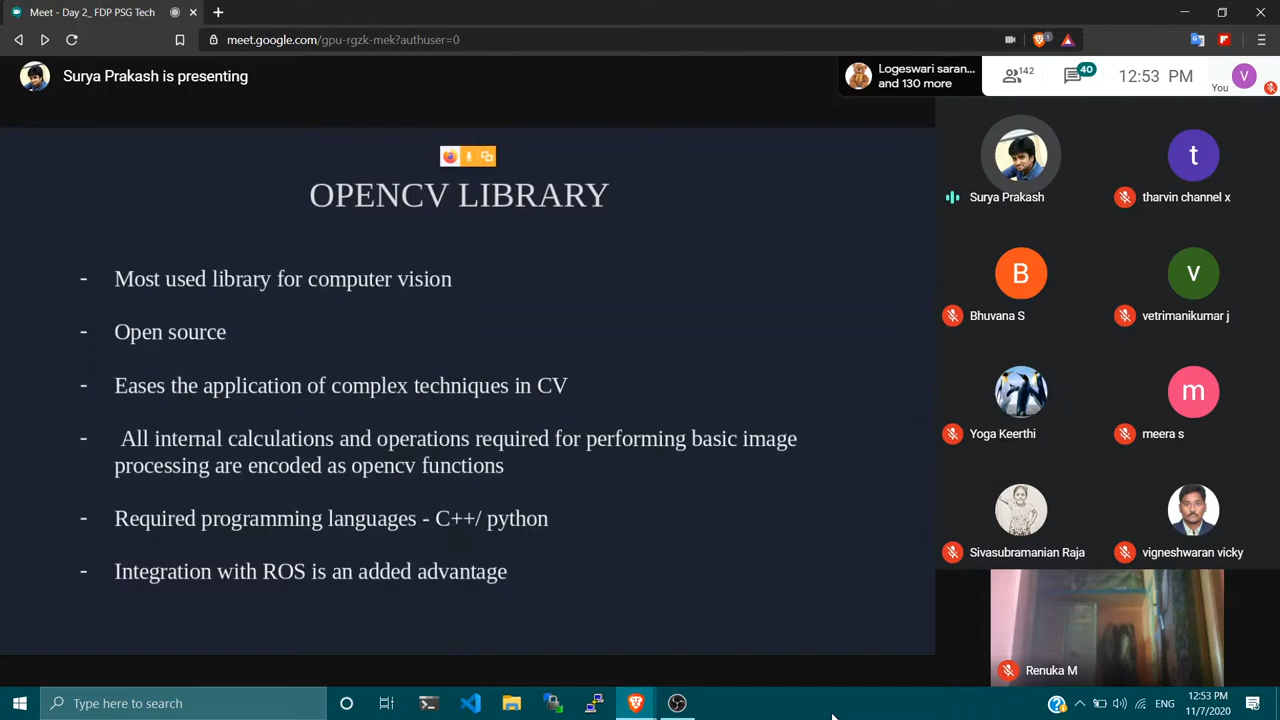 Meet - Day 2_ FDP PSG Tech
meet.google.com/gpu-rgzk-mek?authuser=0
1
Surya Prakash is presenting
Logeswari saran...
and 130 more
142
40
12:53 PM
You
V
OPENCV LIBRARY
- Most used library for computer vision
- Open source
- Eases the application of complex techniques in CV
- All internal calculations and operations required for performing basic image
processing are encoded as opencv functions
- Required programming languages - C++/ python
- Integration with ROS is an added advantage
t
Surya Prakash
tharvin channel x
B
v
Bhuvana S
vetrimanikumar j
m
Yoga Keerthi
meera s
Sivasubramanian Raja
vigneshwaran vicky
Renuka M
Type here to search
ENG
12:53 PM
11/7/2020